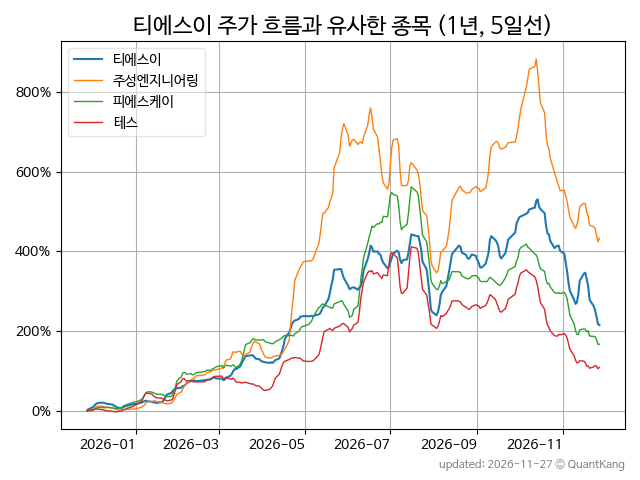 티에스이 주가 흐름과 유사한 종목 (1년, 5일선)
티에스이
주성엔지니어링
피에스케이
테스
800%
600%
400%
200%
0%
2026-01
2026-03
2026-05
2026-07
2026-09
2026-11
updated: 2026-11-27 © QuantKang